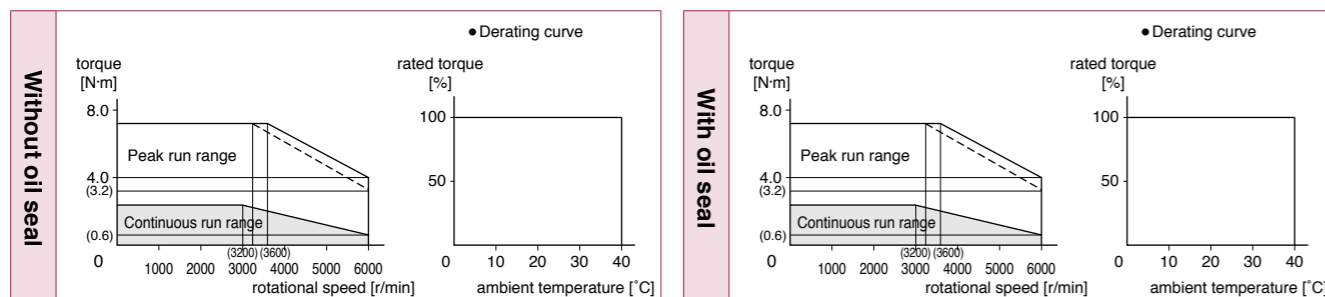 Without oil seal
● Derating curve
torque
[N·m]
rated torque
[%]
8.0
4.0
(3.2)
(0.6)
0
Peak run range
Continuous run range
(3200) (3600)
1000 2000 3000 4000 5000 6000
rotational speed [r/min]
100
50
0 10 20 30 40
ambient temperature [˚C]
With oil seal
● Derating curve
torque
[N·m]
rated torque
[%]
8.0
4.0
(3.2)
(0.6)
0
Peak run range
Continuous run range
(3200) (3600)
1000 2000 3000 4000 5000 6000
rotational speed [r/min]
100
50
0 10 20 30 40
ambient temperature [˚C]